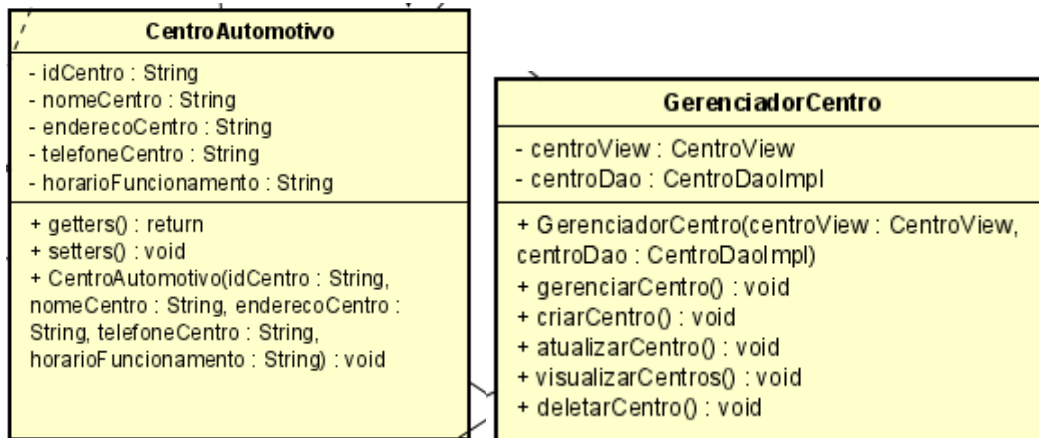 CentroAutomotivo
- idCentro : String
- nomeCentro : String
- enderecoCentro : String
- telefoneCentro : String
- horarioFuncionamento : String
+ getters() : return
+ setters() : void
+ CentroAutomotivo(idCentro : String,
nomeCentro : String, enderecoCentro :
String, telefoneCentro : String,
horarioFuncionamento : String) : void
GerenciadorCentro
- centroView : CentroView
- centroDao : CentroDaoImpl
+ GerenciadorCentro(centroView : CentroView,
centroDao : CentroDaoImpl)
+ gerenciarCentro() : void
+ criarCentro() : void
+ atualizarCentro() : void
+ visualizarCentros() : void
+ deletarCentro() : void